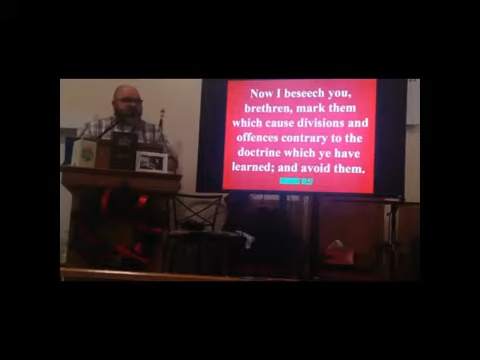 Now I beseech you,
brethren, mark them
which cause divisions and
offences contrary to the
doctrine which ye have
learned; and avoid them.